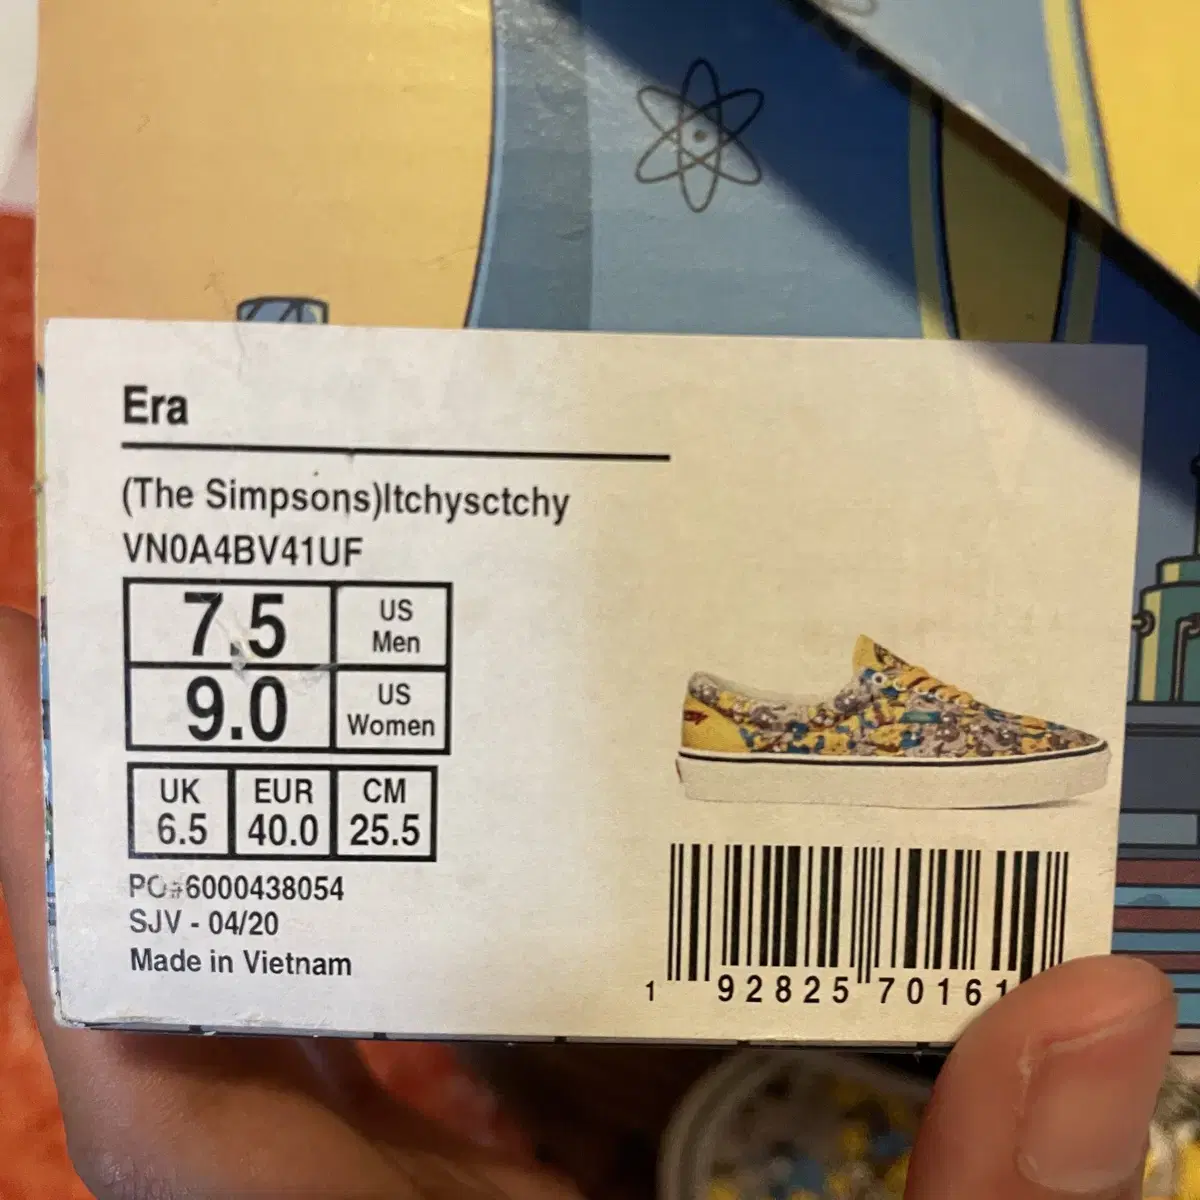 Era
(The Simpsons)Itchysctchy
VN0A4BV41UF
7.5 US Men
9.0 US Women
UK EUR CM
6.5 40.0 25.5
PO#6000438054
SJV - 04/20
Made in Vietnam
1 92825 70161